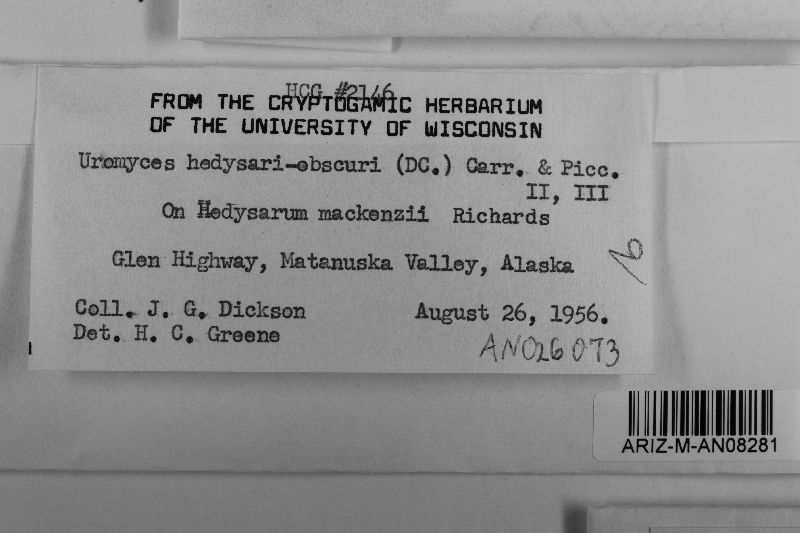 HCG #2146
FROM THE CRYPTOGAMIC HERBARIUM
OF THE UNIVERSITY OF WISCONSIN
Uromyces hedysari-obscuri (DC.) Carr. & Picc.
II, III
On Hedysarum mackenzii Richards
Glen Highway, Matanuska Valley, Alaska
Coll. J. G. Dickson August 26, 1956.
Det. H. C. Greene
AN026073
ARIZ-M-AN08281